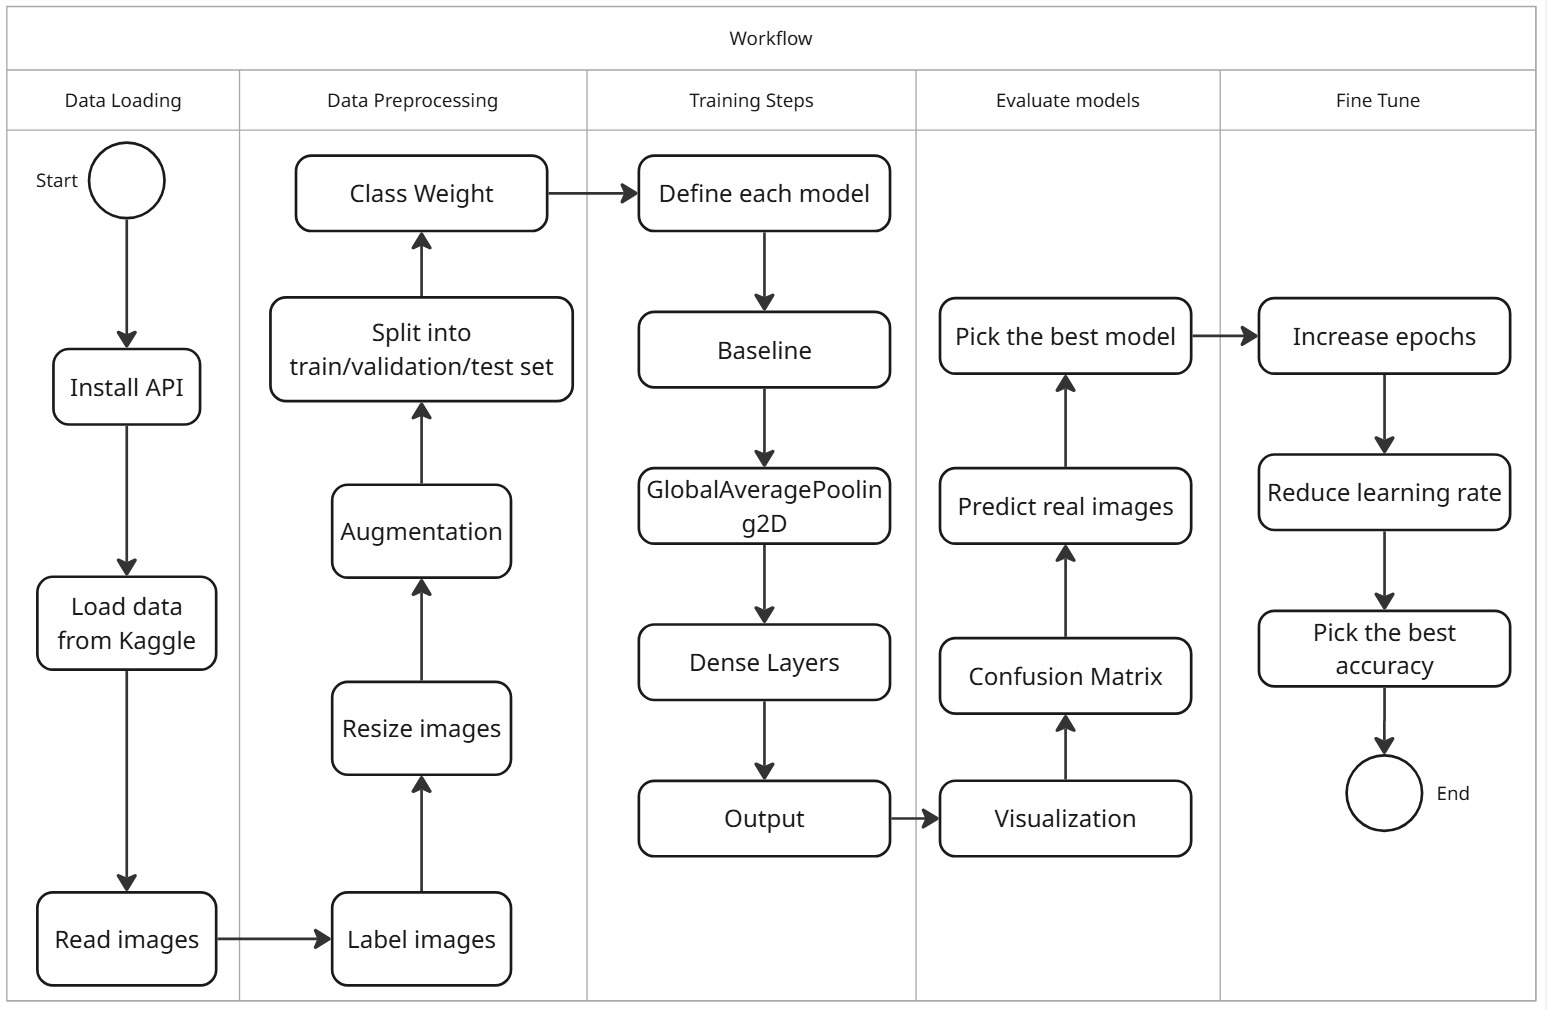 Workflow
Data Loading
Data Preprocessing
Training Steps
Evaluate models
Fine Tune
Start
Install API
Load data
from Kaggle
Read images
Label images
Resize images
Augmentation
Split into
train/validation/test set
Class Weight
Define each model
Baseline
GlobalAveragePoolin
g2D
Dense Layers
Output
Visualization
Confusion Matrix
Predict real images
Pick the best model
Increase epochs
Reduce learning rate
Pick the best
accuracy
End